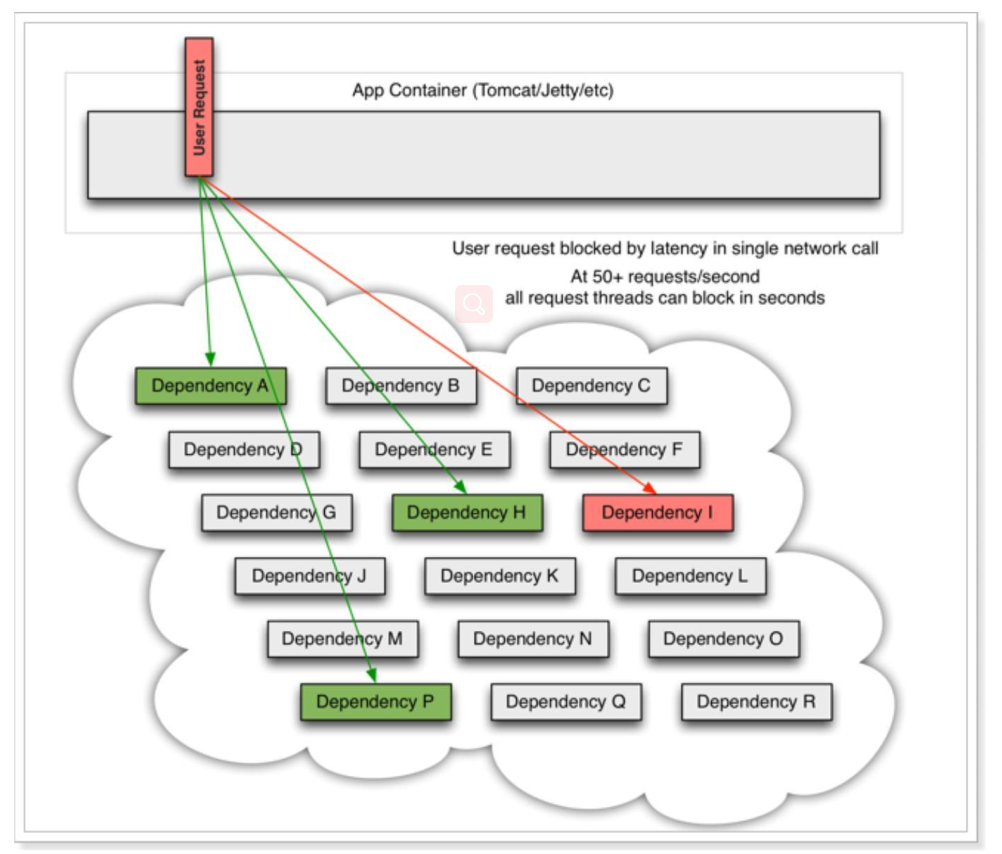 User Request
App Container (Tomcat/Jetty/etc)
User request blocked by latency in single network call
At 50+ requests/second
all request threads can block in seconds
Dependency A
Dependency B
Dependency C
Dependency D
Dependency E
Dependency F
Dependency G
Dependency H
Dependency I
Dependency J
Dependency K
Dependency L
Dependency M
Dependency N
Dependency O
Dependency P
Dependency Q
Dependency R